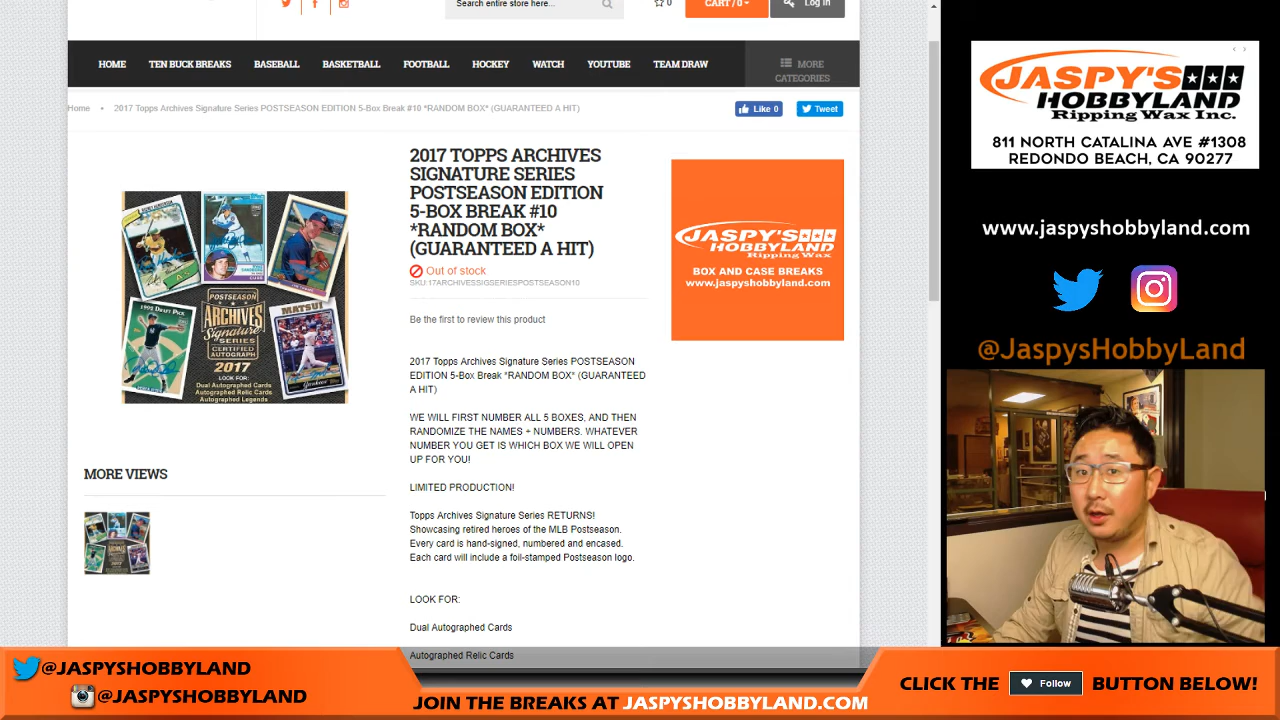 Search entire store here...
0
CART / 0
Log In
HOME
TEN BUCK BREAKS
BASEBALL
BASKETBALL
FOOTBALL
HOCKEY
WATCH
YOUTUBE
TEAM DRAW
MORE
CATEGORIES
Home • 2017 Topps Archives Signature Series POSTSEASON EDITION 5-Box Break #10 *RANDOM BOX* (GUARANTEED A HIT)
Like 0
Tweet
2017 TOPPS ARCHIVES
SIGNATURE SERIES
POSTSEASON EDITION
5-BOX BREAK #10
*RANDOM BOX*
(GUARANTEED A HIT)
Out of stock
SKU:17ARCHIVESSIGSERIESPOSTSEASON10
Be the first to review this product
2017 Topps Archives Signature Series POSTSEASON
EDITION 5-Box Break *RANDOM BOX* (GUARANTEED
A HIT)
WE WILL FIRST NUMBER ALL 5 BOXES, AND THEN
RANDOMIZE THE NAMES + NUMBERS. WHATEVER
NUMBER YOU GET IS WHICH BOX WE WILL OPEN
UP FOR YOU!
LIMITED PRODUCTION!
Topps Archives Signature Series RETURNS!
Showcasing retired heroes of the MLB Postseason.
Every card is hand-signed, numbered and encased.
Each card will include a foil-stamped Postseason logo.
LOOK FOR:
Dual Autographed Cards
Autographed Relic Cards
1992 DRAFT PICK
POSTSEASON
ARCHIVES
Signature
SERIES
CERTIFIED
AUTOGRAPH
2017
LOOK FOR:
Dual Autographed Cards
Autographed Relic Cards
Autographed Legends
MATSUI
MORE VIEWS
JASPY'S
HOBBYLAND
Ripping Wax
BOX AND CASE BREAKS
www.jaspyshobbyland.com
JASPY'S
HOBBYLAND
Ripping Wax Inc.
811 NORTH CATALINA AVE #1308
REDONDO BEACH, CA 90277
www.jaspyshobbyland.com
@JaspysHobbyLand
@JASPYSHOBBYLAND
@JASPYSHOBBYLAND
JOIN THE BREAKS AT JASPYSHOBBYLAND.COM
CLICK THE Follow BUTTON BELOW!